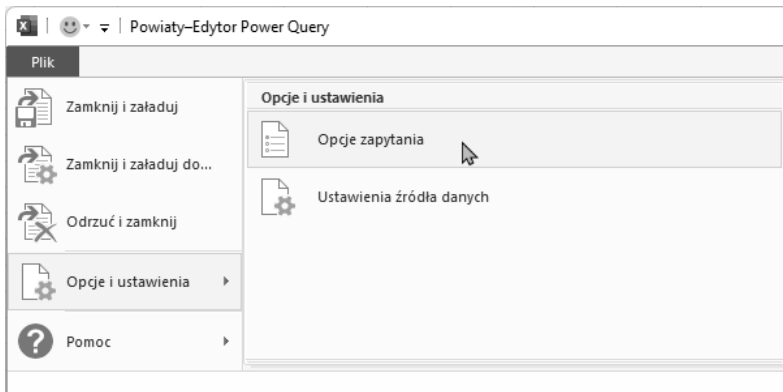 Powiaty–Edytor Power Query
Plik
Zamknij i załaduj
Zamknij i załaduj do...
Odrzuć i zamknij
Opcje i ustawienia
Pomoc
Opcje i ustawienia
Opcje zapytania
Ustawienia źródła danych